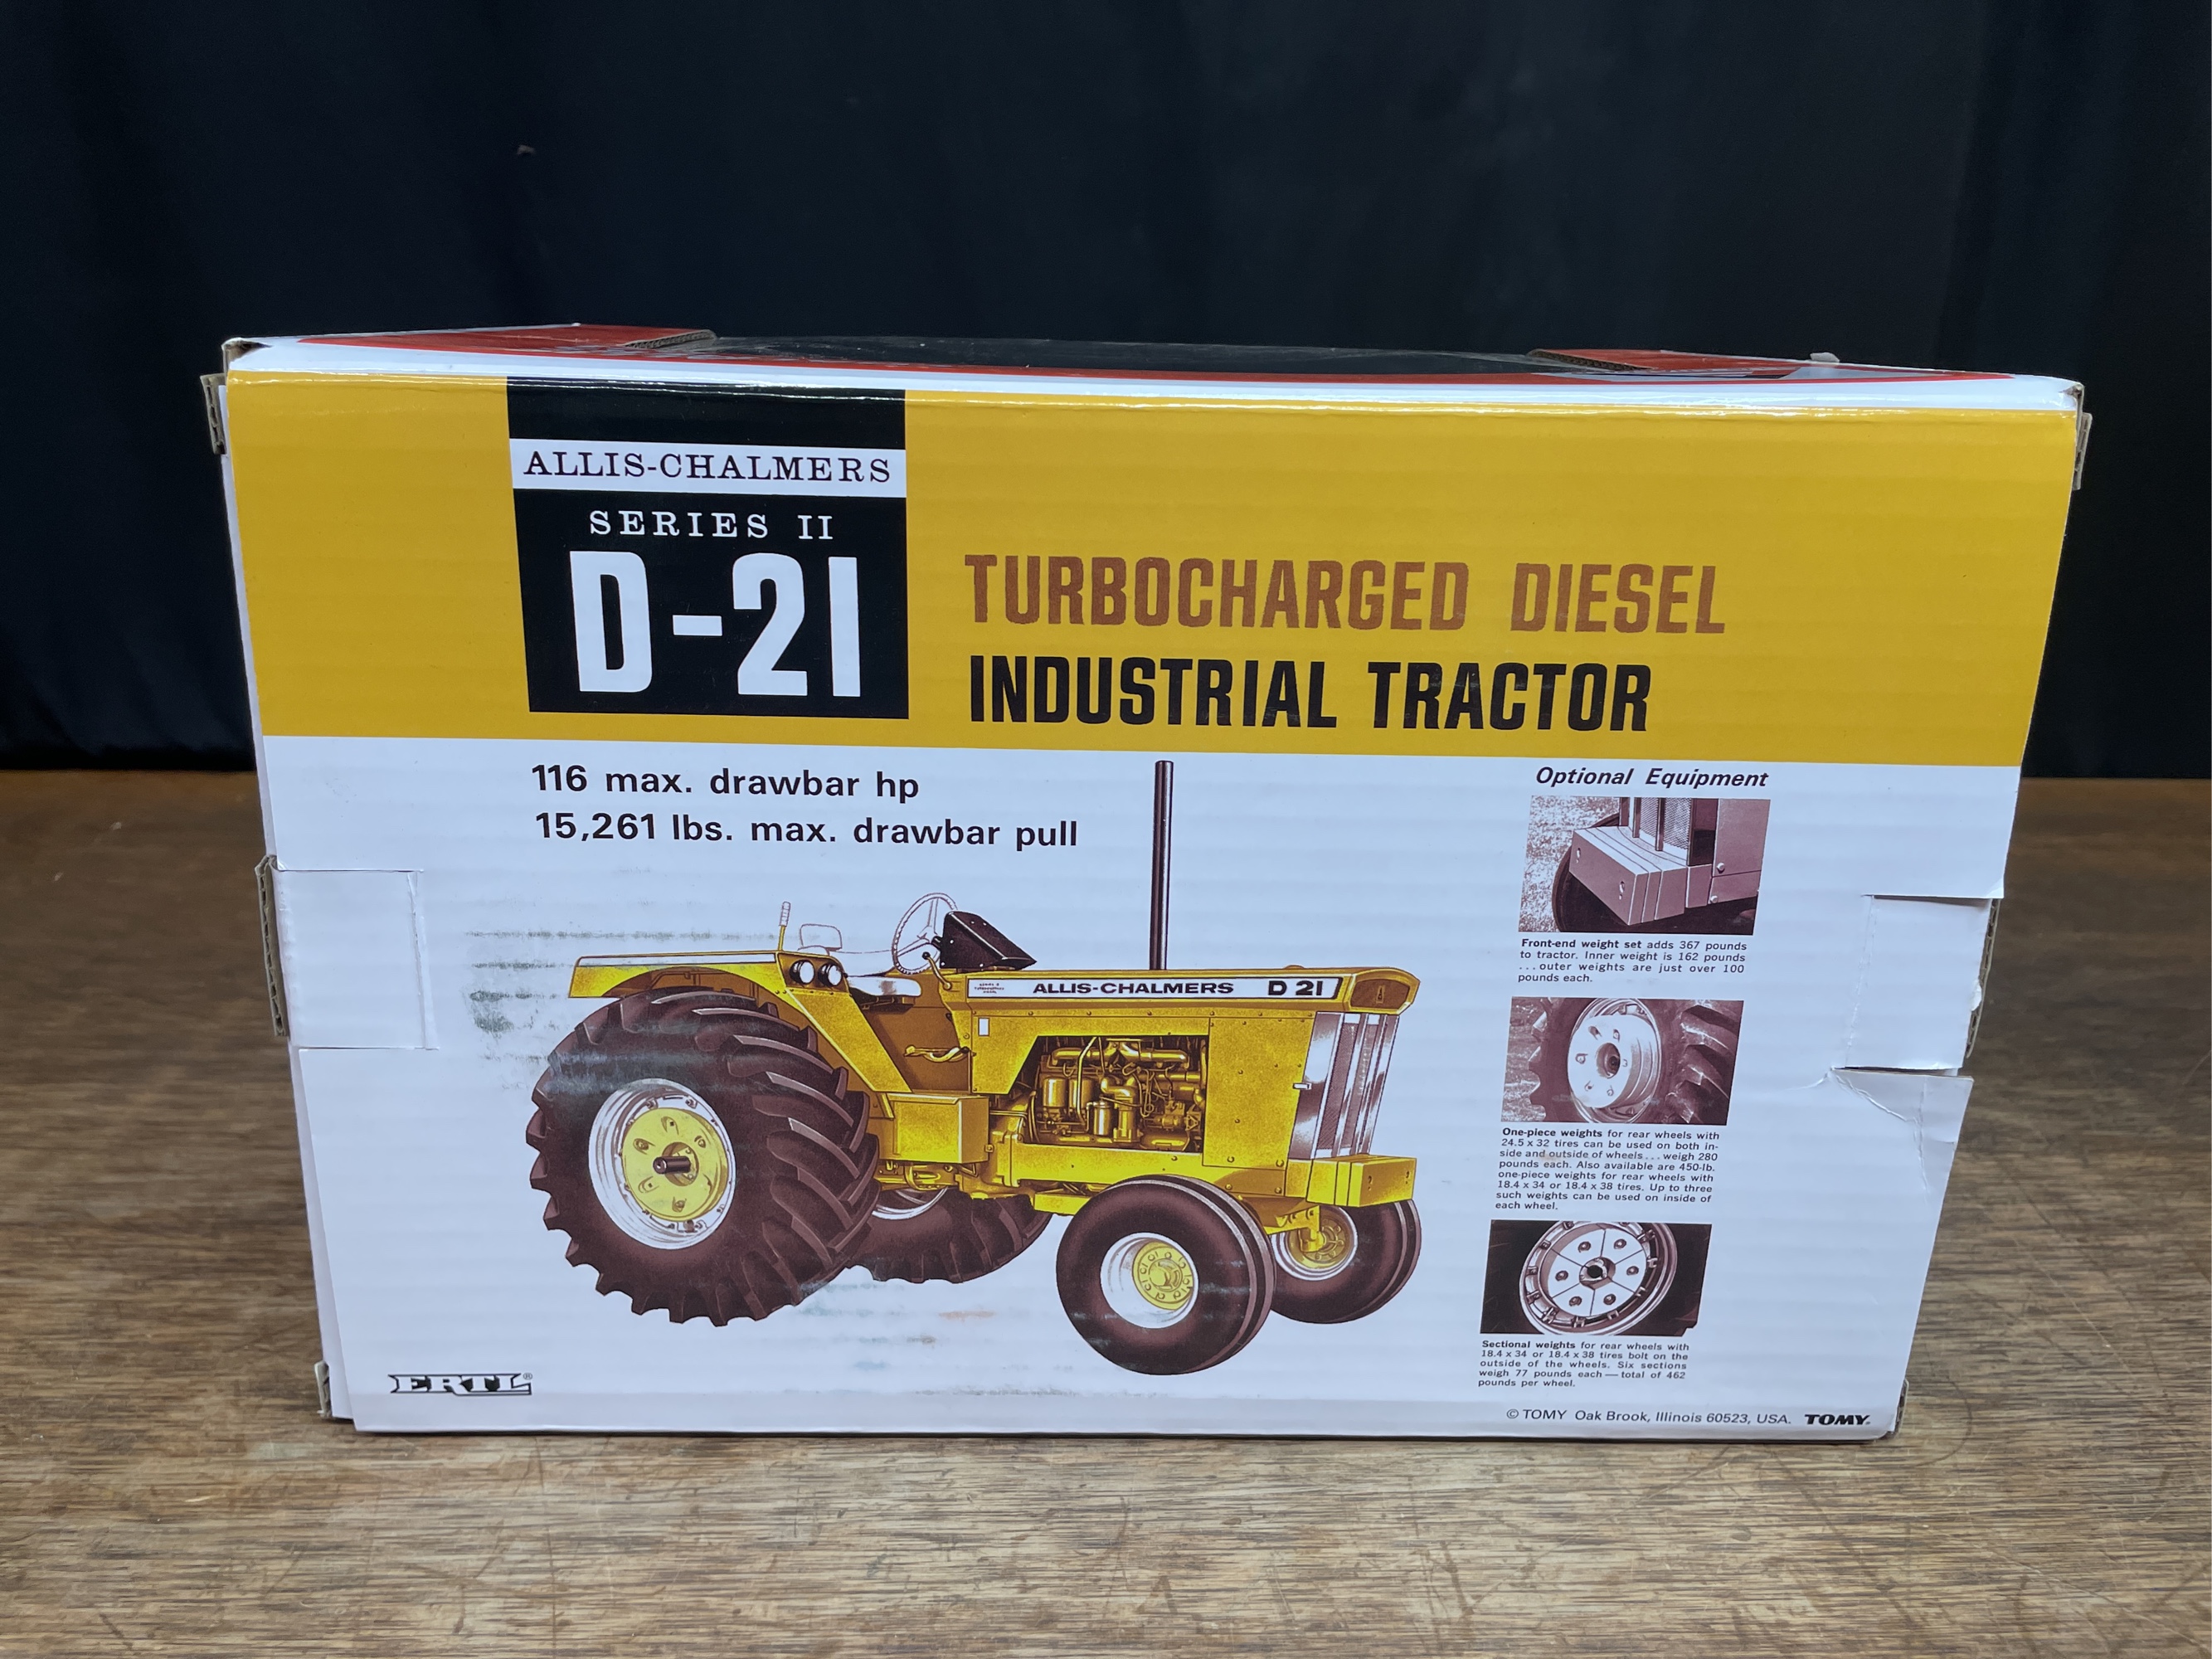 ALLIS-CHALMERS
SERIES II
D-21
TURBOCHARGED DIESEL
INDUSTRIAL TRACTOR
116 max. drawbar hp
15,261 lbs. max. drawbar pull
ALLIS-CHALMERS D 21
Optional Equipment
Front-end weight set adds 367 pounds
to tractor. Inner weight is 162 pounds
...outer weights are just over 100
pounds each.
One-piece weights for rear wheels with
24.5 x 32 tires can be used on both in-
side and outside of wheels...weigh 280
pounds each. Also available are 450-lb.
one-piece weights for rear wheels with
18.4 x 34 or 18.4 x 38 tires. Up to three
such weights can be used on inside of
each wheel.
Sectional weights for rear wheels with
18.4 x 34 or 18.4 x 38 tires bolt on the
outside of the wheels. Six sections
weigh 77 pounds each — total of 462
pounds per wheel.
ERTL®
© TOMY Oak Brook, Illinois 60523, USA. TOMY.